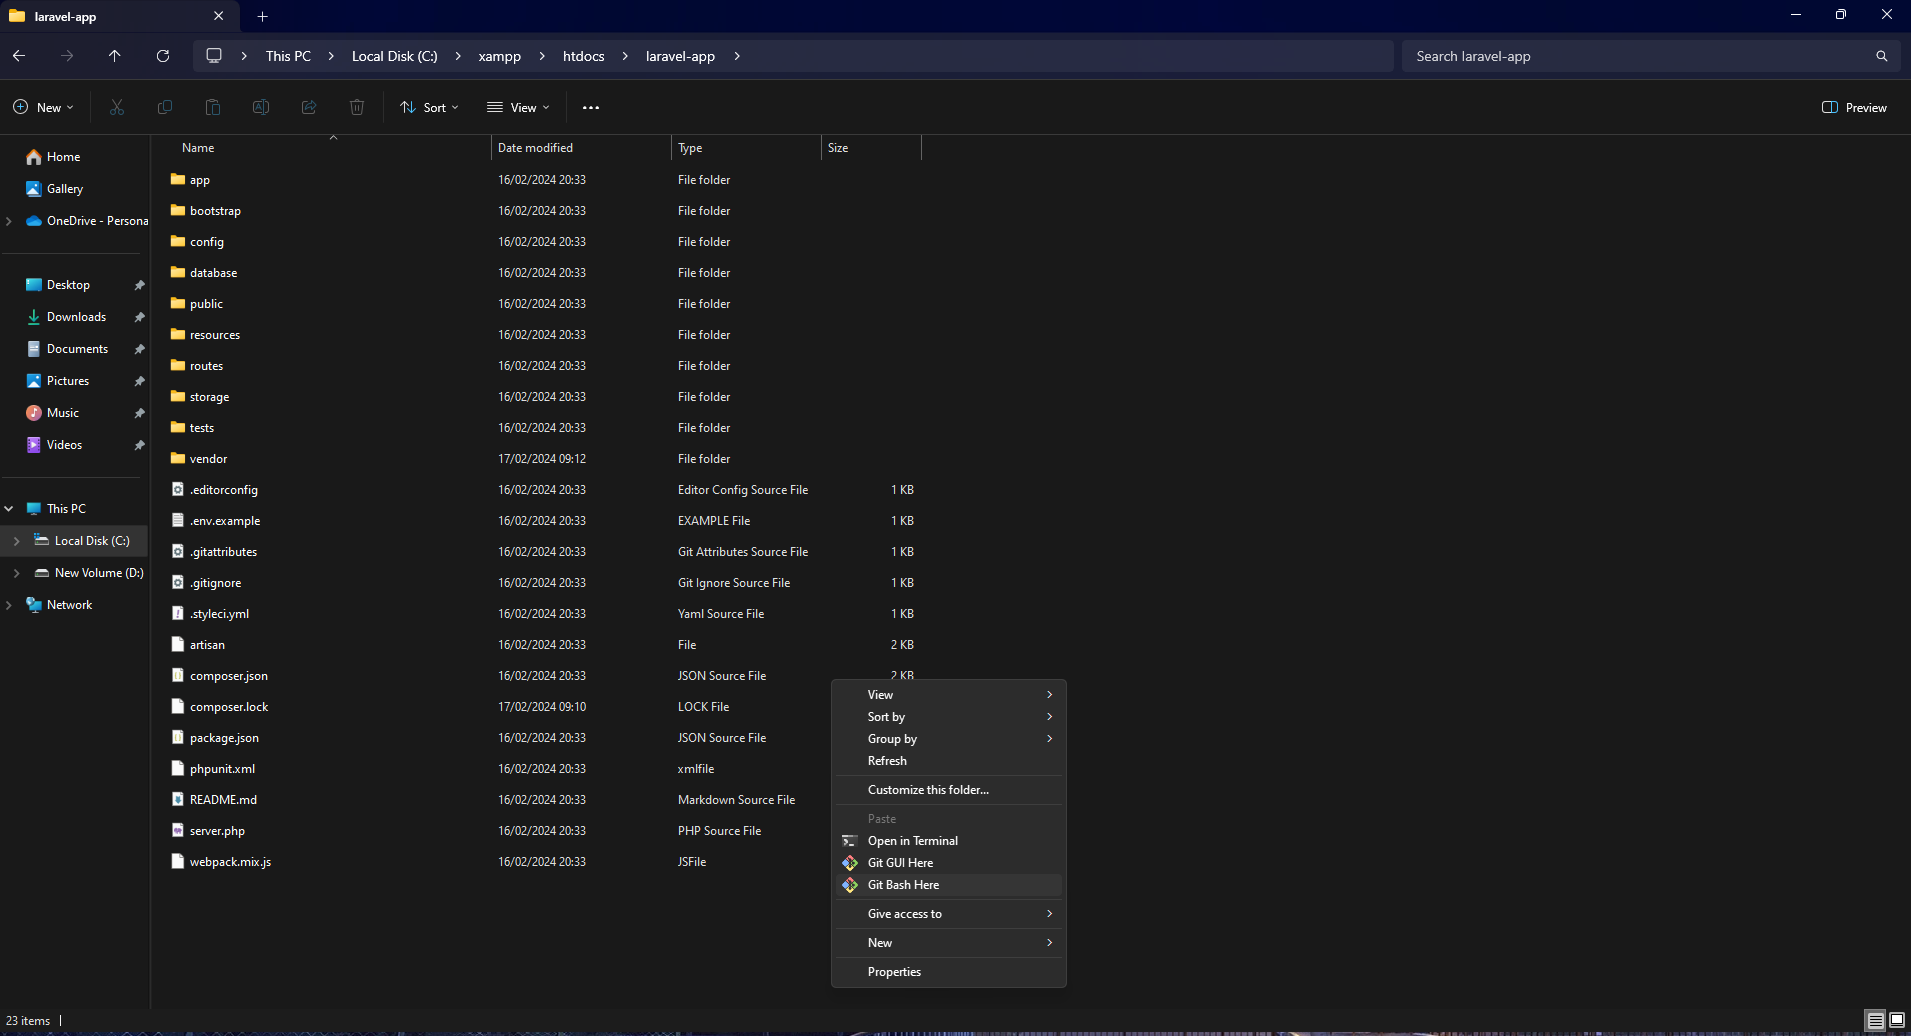 laravel-app
This PC > Local Disk (C:) > xampp > htdocs > laravel-app >
Search laravel-app
New
Sort
View
Preview
Name Date modified Type Size
Home
Gallery
OneDrive - Persona
Desktop
Downloads
Documents
Pictures
Music
Videos
This PC
Local Disk (C:)
New Volume (D:)
Network
app 16/02/2024 20:33 File folder
bootstrap 16/02/2024 20:33 File folder
config 16/02/2024 20:33 File folder
database 16/02/2024 20:33 File folder
public 16/02/2024 20:33 File folder
resources 16/02/2024 20:33 File folder
routes 16/02/2024 20:33 File folder
storage 16/02/2024 20:33 File folder
tests 16/02/2024 20:33 File folder
vendor 17/02/2024 09:12 File folder
.editorconfig 16/02/2024 20:33 Editor Config Source File 1 KB
.env.example 16/02/2024 20:33 EXAMPLE File 1 KB
.gitattributes 16/02/2024 20:33 Git Attributes Source File 1 KB
.gitignore 16/02/2024 20:33 Git Ignore Source File 1 KB
.styleci.yml 16/02/2024 20:33 Yaml Source File 1 KB
artisan 16/02/2024 20:33 File 2 KB
composer.json 16/02/2024 20:33 JSON Source File 2 KB
composer.lock 17/02/2024 09:10 LOCK File
package.json 16/02/2024 20:33 JSON Source File
phpunit.xml 16/02/2024 20:33 xmlfile
README.md 16/02/2024 20:33 Markdown Source File
server.php 16/02/2024 20:33 PHP Source File
webpack.mix.js 16/02/2024 20:33 JSFile
View
Sort by
Group by
Refresh
Customize this folder...
Paste
Open in Terminal
Git GUI Here
Git Bash Here
Give access to
New
Properties
23 items